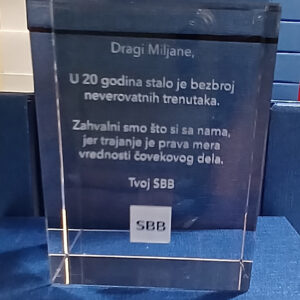 Dragi Miljane,
U 20 godina stalo je bezbroj
neverovatnih trenutaka.
Zahvalni smo što si sa nama,
jer trajanje je prava mera
vrednosti čovekovog dela.
Tvoj SBB
SBB